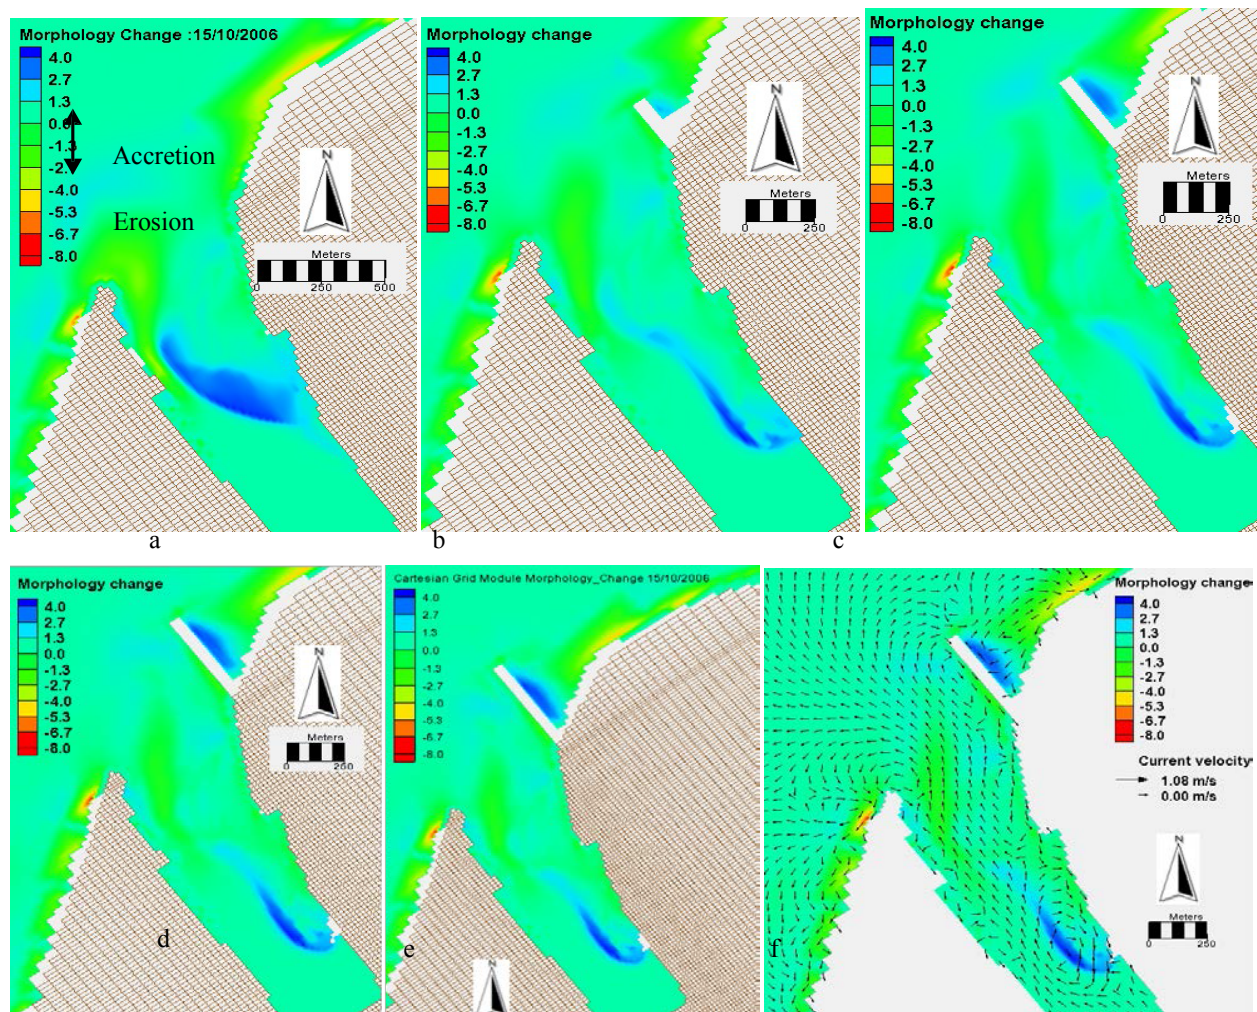 Morphology Change :15/10/2006
4.0
2.7
1.3
0.0
-1.3
-2.7
-4.0
-5.3
-6.7
-8.0
Accretion
Erosion
N
Meters
0 250 500
a
Morphology change
4.0
2.7
1.3
0.0
-1.3
-2.7
-4.0
-5.3
-6.7
-8.0
N
Meters
0 250
b
Morphology change
4.0
2.7
1.3
0.0
-1.3
-2.7
-4.0
-5.3
-6.7
-8.0
N
Meters
0 250
c
Morphology change
4.0
2.7
1.3
0.0
-1.3
-2.7
-4.0
-5.3
-6.7
-8.0
N
Meters
0 250
d
Cartesian Grid Module Morphology_Change 15/10/2006
4.0
2.7
1.3
0.0
-1.3
-2.7
-4.0
-5.3
-6.7
-8.0
N
e
Morphology change
4.0
2.7
1.3
0.0
-1.3
-2.7
-4.0
-5.3
-6.7
-8.0
Current velocity
1.08 m/s
0.00 m/s
N
Meters
0 250
f